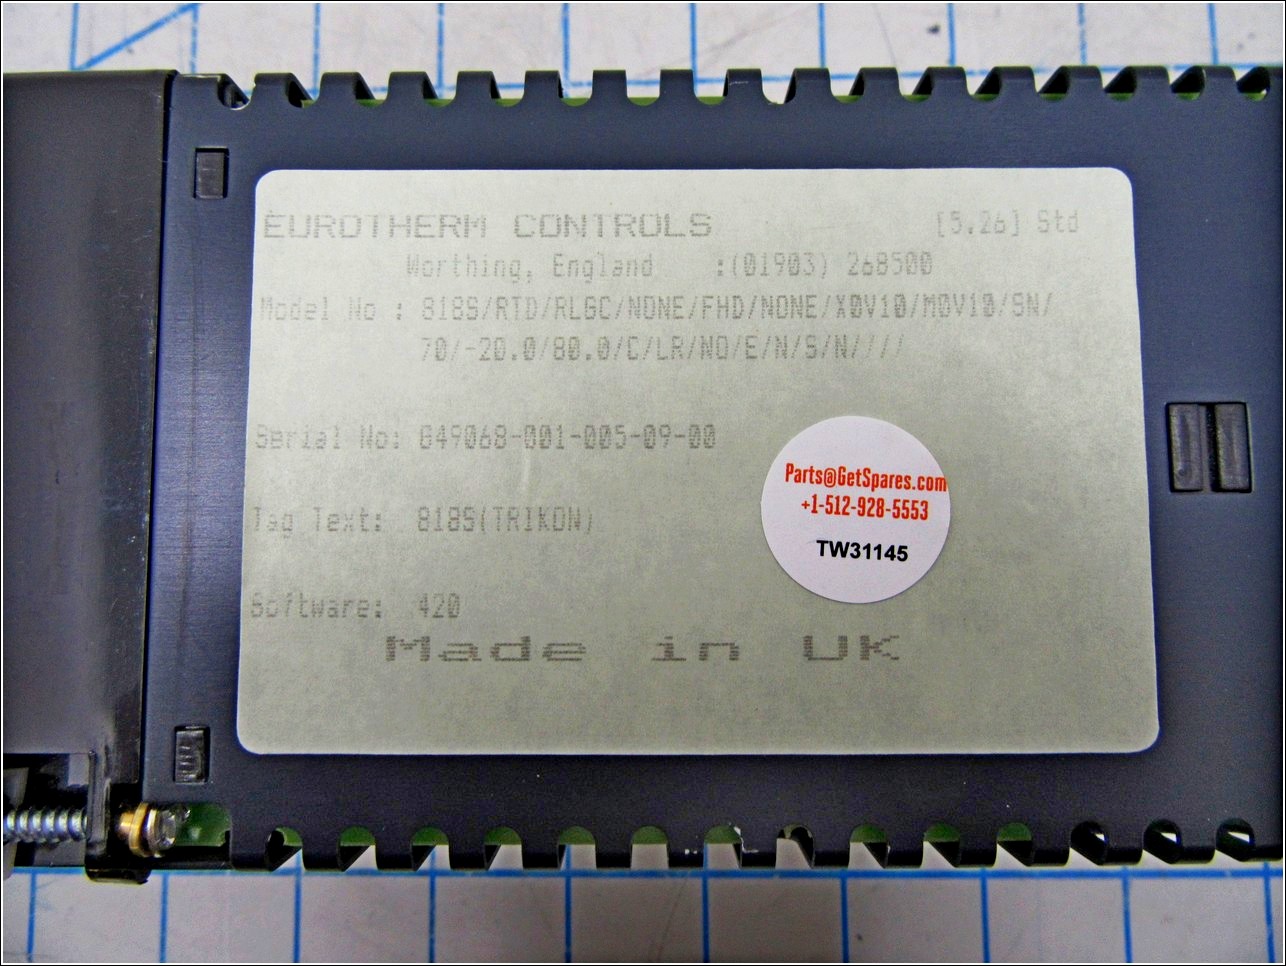 EUROTHERM CONTROLS [5.26] Std
Worthing, England :(01903) 268500
Model No : 818S/RTD/RLGC/NONE/FHD/NONE/X0V10/M0V10/SN/
70/-20.0/80.0/C/LR/NO/E/N/S/N////
Serial No: G49068-001-005-09-00
Tag Text: 818S(TRIKON)
Software: 420
Made in UK
Parts@GetSpares.com
+1-512-928-5553
TW31145